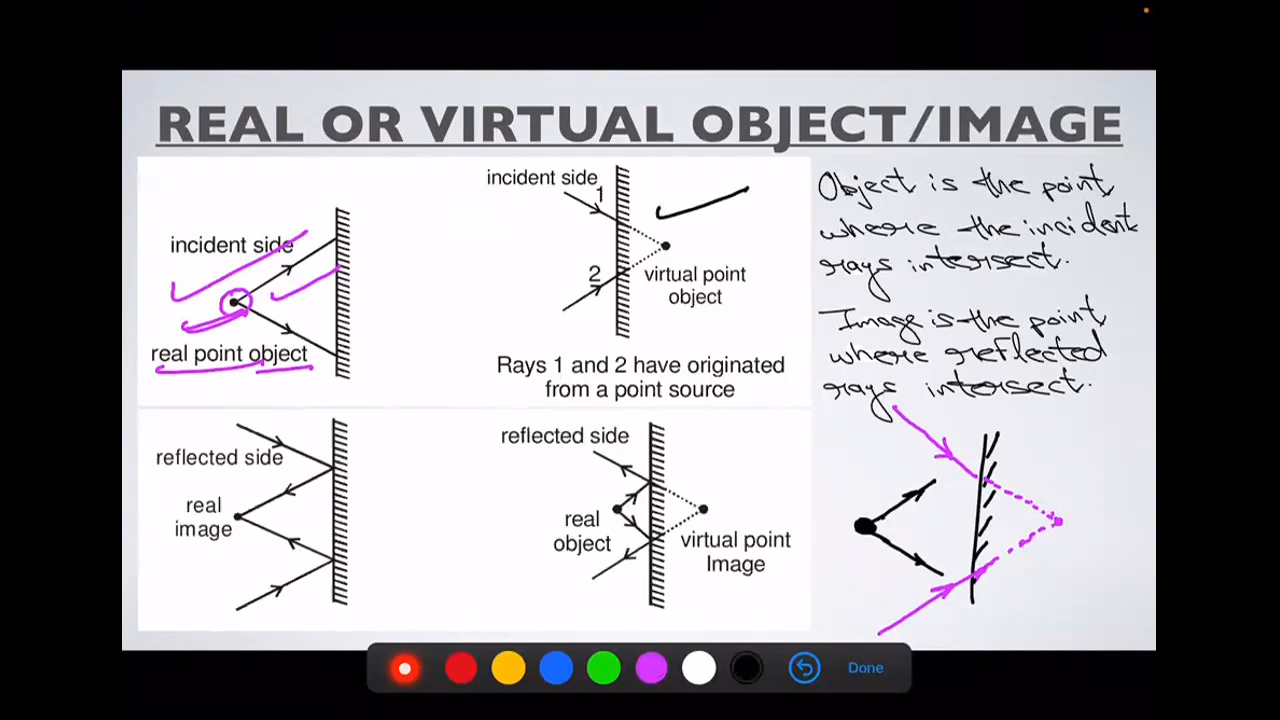 REAL OR VIRTUAL OBJECT/IMAGE
incident side
real point object
incident side
1
2
virtual point
object
Rays 1 and 2 have originated
from a point source
Object is the point
where the incident
rays intersect.
Image is the point
where reflected
rays intersect.
reflected side
real
image
reflected side
real
object
virtual point
Image
Done